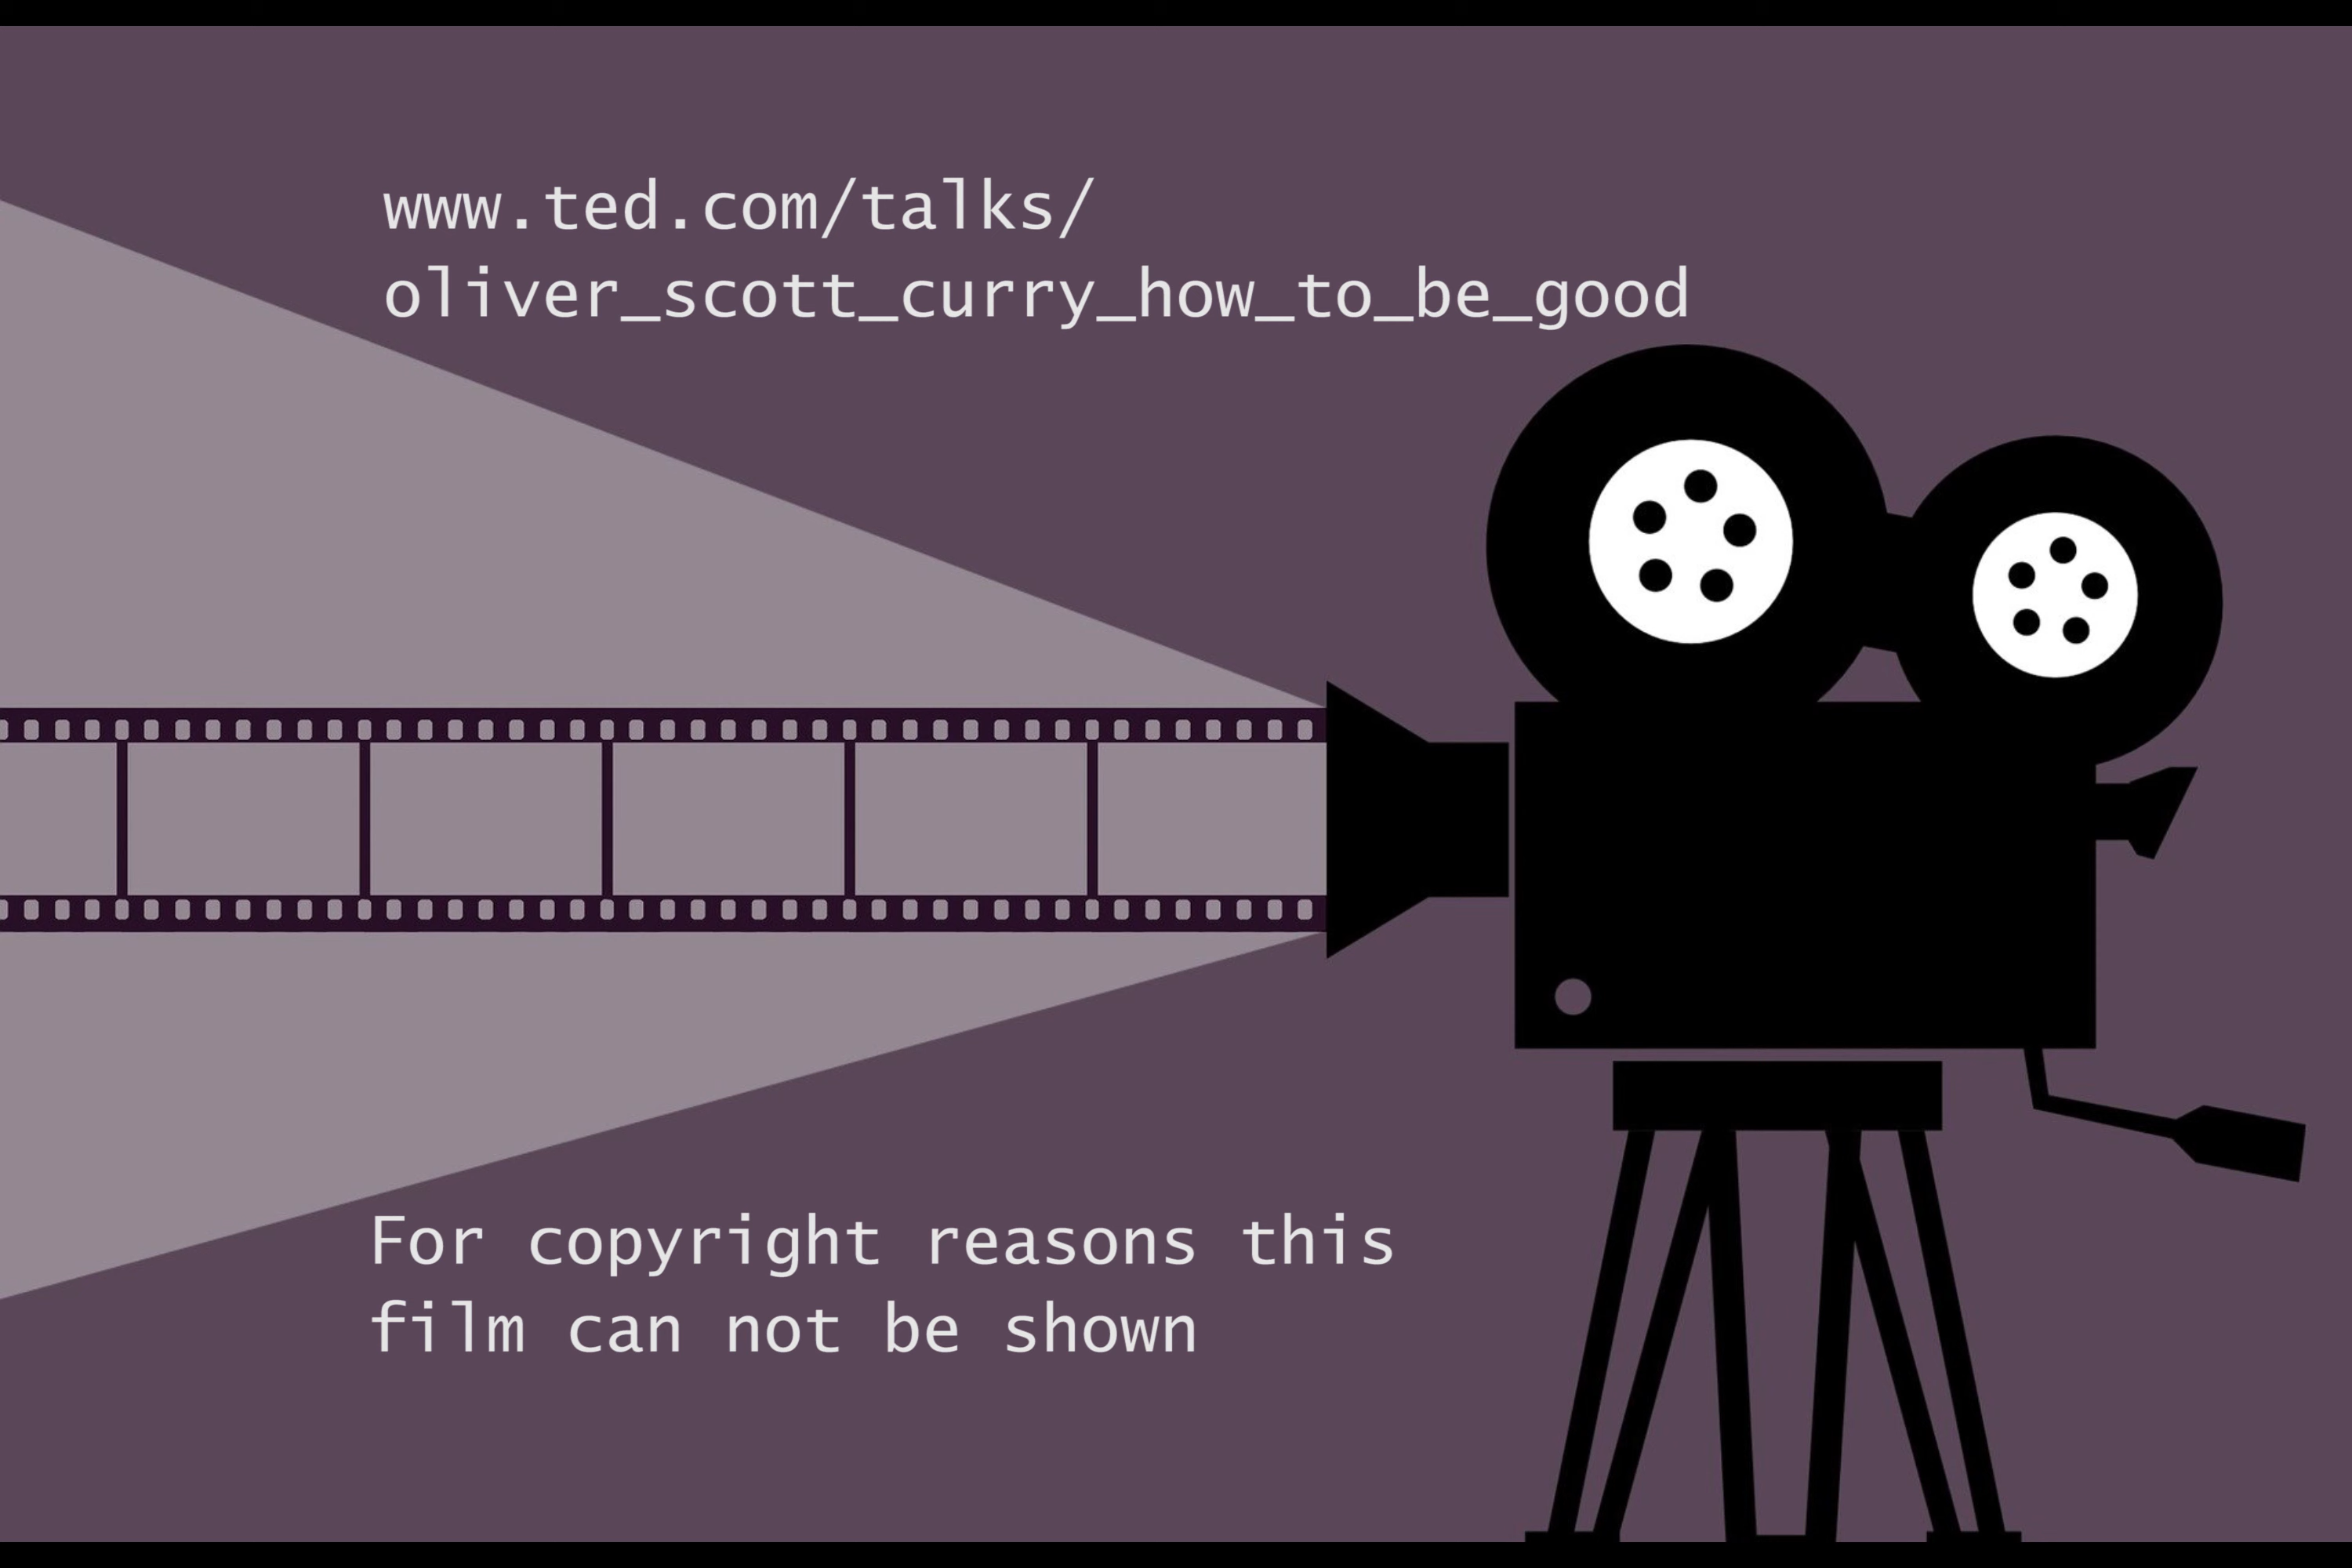 www.ted.com/talks/
oliver_scott_curry_how_to_be_good
For copyright reasons this
film can not be shown